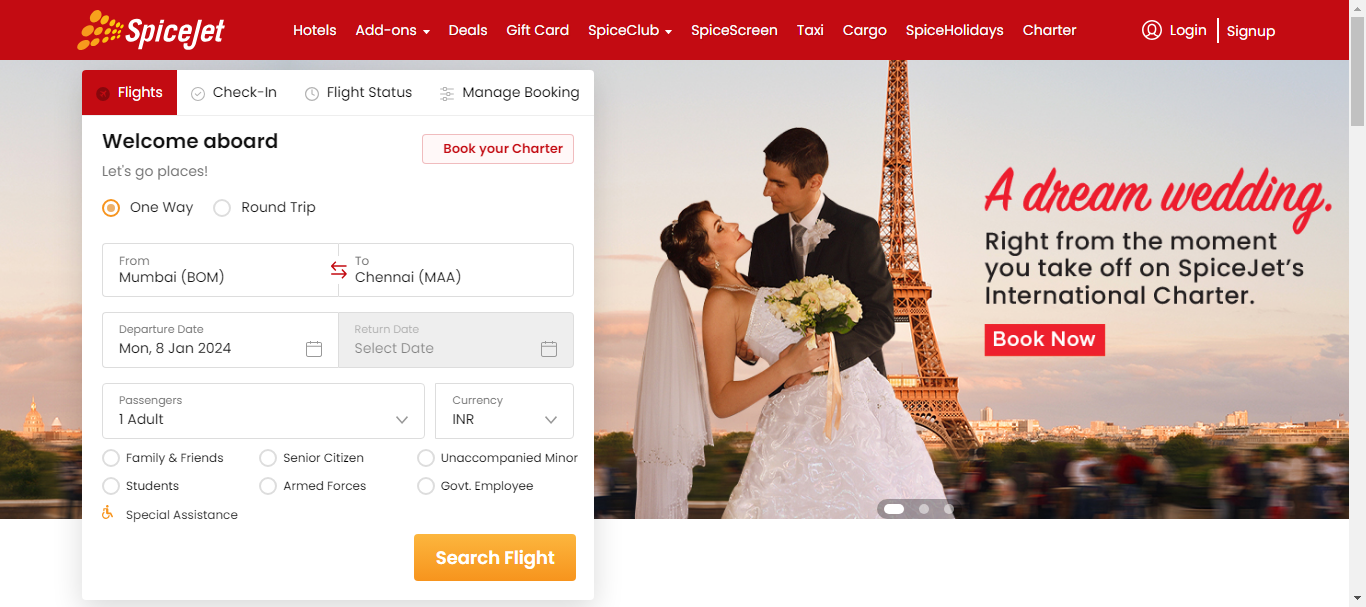 SpiceJet
Hotels Add-ons Deals Gift Card SpiceClub SpiceScreen Taxi Cargo SpiceHolidays Charter Login Signup
Flights Check-In Flight Status Manage Booking
Welcome aboard
Book your Charter
Let's go places!
One Way Round Trip
From To
Mumbai (BOM) Chennai (MAA)
Departure Date Return Date
Mon, 8 Jan 2024 Select Date
Passengers Currency
1 Adult INR
Family & Friends Senior Citizen Unaccompanied Minor
Students Armed Forces Govt. Employee
Special Assistance
Search Flight
A dream wedding.
Right from the moment
you take off on SpiceJet's
International Charter.
Book Now